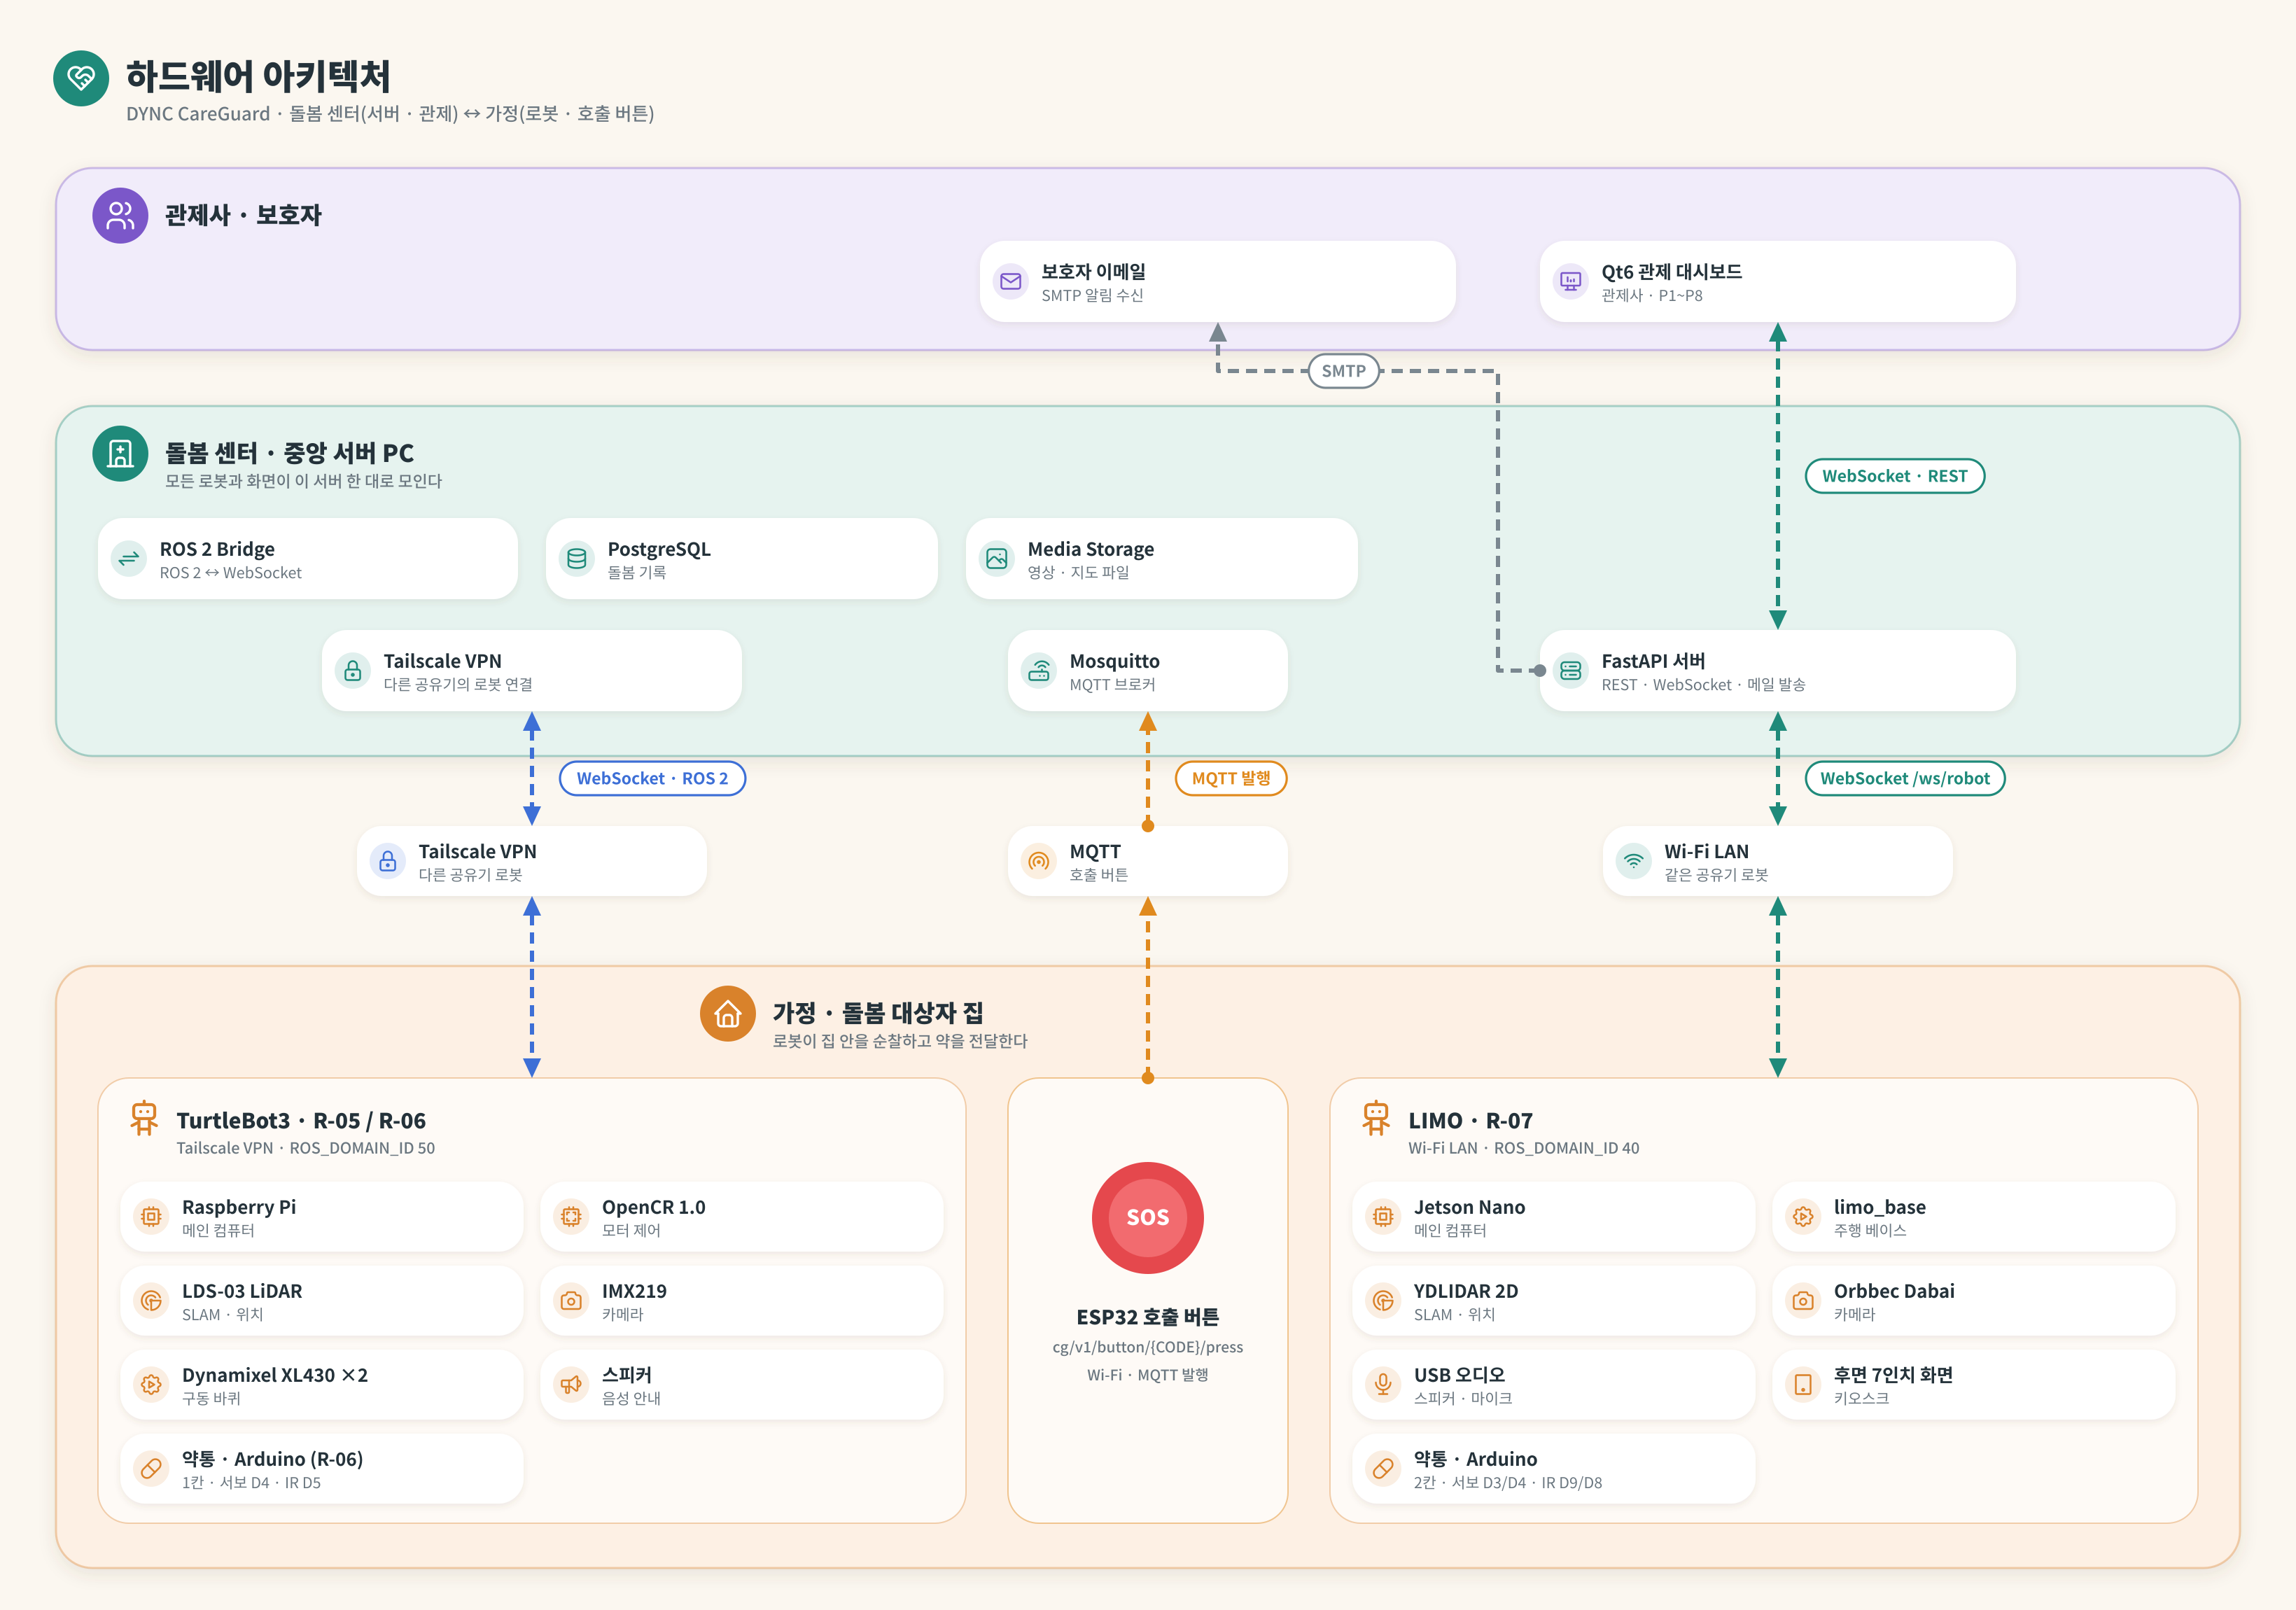 하드웨어 아키텍처
DYNC CareGuard · 돌봄 센터(서버 · 관제) ↔ 가정(로봇 · 호출 버튼)
관제사 · 보호자
보호자 이메일
SMTP 알림 수신
Qt6 관제 대시보드
관제사 · P1~P8
SMTP
돌봄 센터 · 중앙 서버 PC
모든 로봇과 화면이 이 서버 한 대로 모인다
WebSocket · REST
ROS 2 Bridge
ROS 2 ↔ WebSocket
PostgreSQL
돌봄 기록
Media Storage
영상 · 지도 파일
Tailscale VPN
다른 공유기의 로봇 연결
Mosquitto
MQTT 브로커
FastAPI 서버
REST · WebSocket · 메일 발송
WebSocket · ROS 2
MQTT 발행
WebSocket /ws/robot
Tailscale VPN
다른 공유기 로봇
MQTT
호출 버튼
Wi-Fi LAN
같은 공유기 로봇
가정 · 돌봄 대상자 집
로봇이 집 안을 순찰하고 약을 전달한다
TurtleBot3 · R-05 / R-06
Tailscale VPN · ROS_DOMAIN_ID 50
Raspberry Pi
메인 컴퓨터
OpenCR 1.0
모터 제어
LDS-03 LiDAR
SLAM · 위치
IMX219
카메라
Dynamixel XL430 ×2
구동 바퀴
스피커
음성 안내
약통 · Arduino (R-06)
1칸 · 서보 D4 · IR D5
SOS
ESP32 호출 버튼
cg/v1/button/{CODE}/press
Wi-Fi · MQTT 발행
LIMO · R-07
Wi-Fi LAN · ROS_DOMAIN_ID 40
Jetson Nano
메인 컴퓨터
limo_base
주행 베이스
YDLIDAR 2D
SLAM · 위치
Orbbec Dabai
카메라
USB 오디오
스피커 · 마이크
후면 7인치 화면
키오스크
약통 · Arduino
2칸 · 서보 D3/D4 · IR D9/D8